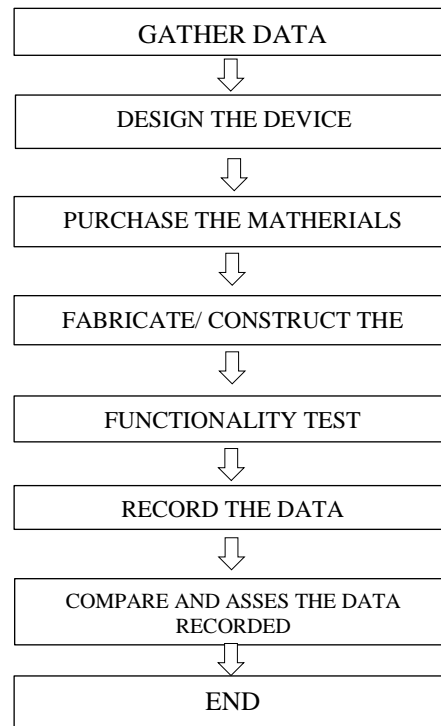 GATHER DATA
DESIGN THE DEVICE
PURCHASE THE MATHERIALS
FABRICATE/ CONSTRUCT THE
FUNCTIONALITY TEST
RECORD THE DATA
COMPARE AND ASSES THE DATA
RECORDED
END